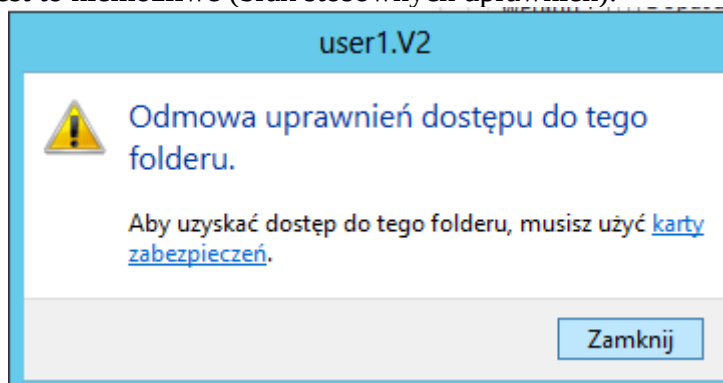 user1.V2
Odmowa uprawnień dostępu do tego
folderu.
Aby uzyskać dostęp do tego folderu, musisz użyć karty
zabezpieczeń.
Zamknij